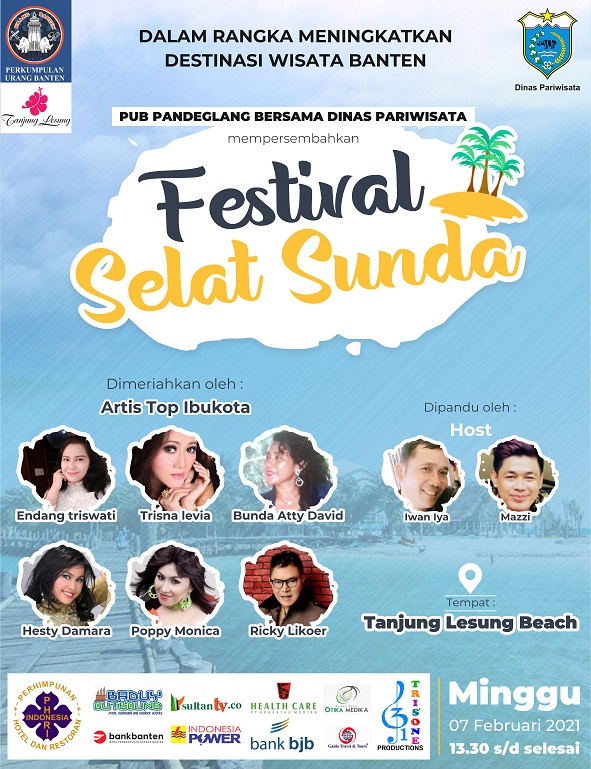 PERKUMPULAN
URANG BANTEN
Tanjung Lesung
DALAM RANGKA MENINGKATKAN
DESTINASI WISATA BANTEN
Dinas Pariwisata
PUB PANDEGLANG BERSAMA DINAS PARIWISATA
mempersembahkan
Festival
Selat Sunda
Dimeriahkan oleh :
Artis Top Ibukota
Endang triswati
Trisna levia
Bunda Atty David
Hesty Damara
Poppy Monica
Ricky Likoer
Dipandu oleh :
Host
Iwan Iya
Mazzi
Tempat :
Tanjung Lesung Beach
PERHIMPUNAN
PHRI
INDONESIA
HOTEL DAN RESTORAN
BADUY
OUTBOUND
sultantv.co
HEALTH CARE
OTIKA MEDIKA
bankbanten
INDONESIA
POWER
bank bjb
Gaido Travel & Tours
TRISONE
PRODUCTIONS
Minggu
07 Februari 2021
13.30 s/d selesai